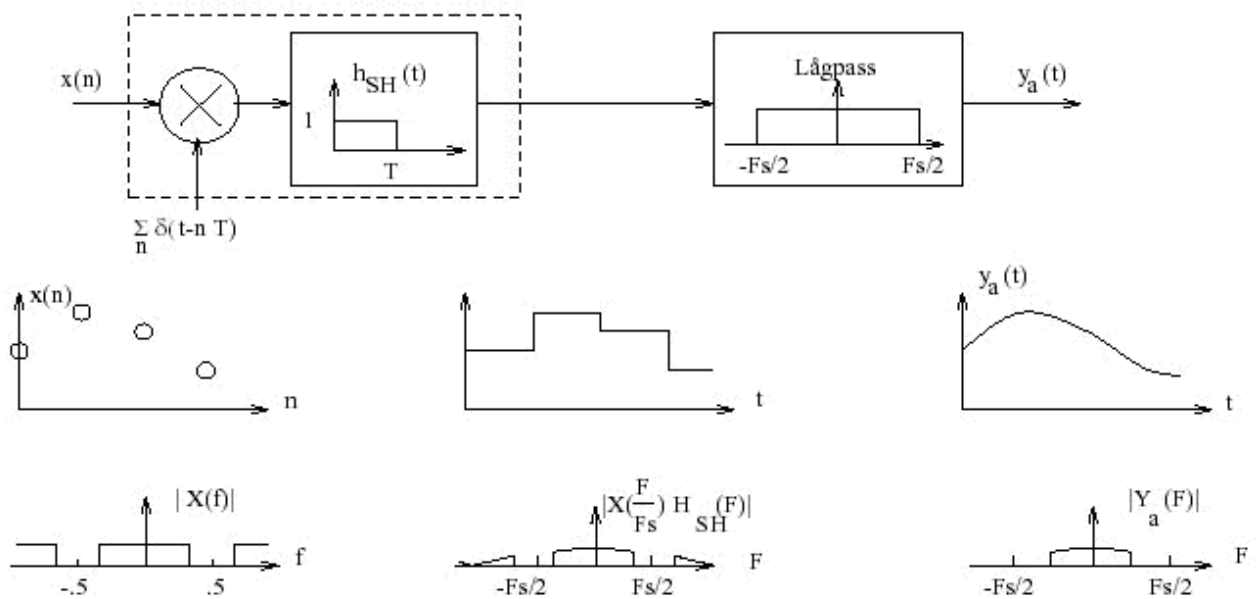 x(n)
h_SH (t)
1
T
Σ_n δ(t-n T)
Lågpass
-Fs/2
Fs/2
y_a (t)
x(n)
n
t
y_a (t)
t
| X(f)|
f
-.5
.5
|X(F/Fs) H_SH (F)|
F
-Fs/2
Fs/2
|Y_a (F)|
F
-Fs/2
Fs/2